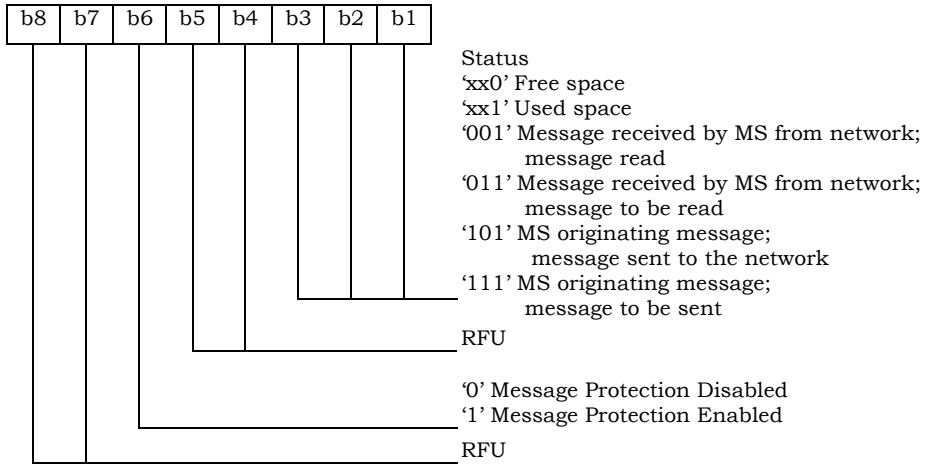 b8 b7 b6 b5 b4 b3 b2 b1
Status
‘xx0’ Free space
‘xx1’ Used space
‘001’ Message received by MS from network;
message read
‘011’ Message received by MS from network;
message to be read
‘101’ MS originating message;
message sent to the network
‘111’ MS originating message;
message to be sent
RFU
‘0’ Message Protection Disabled
‘1’ Message Protection Enabled
RFU